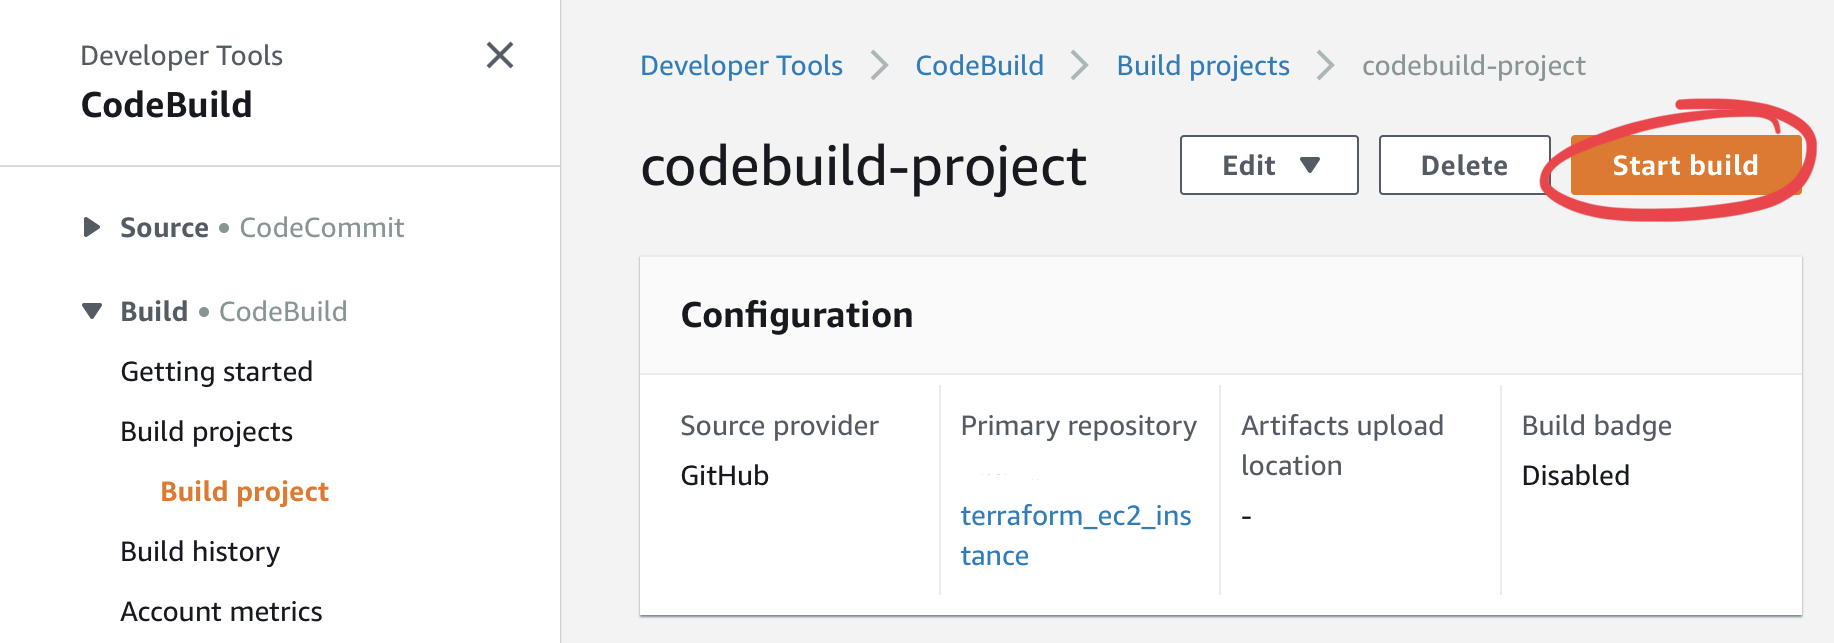 Developer Tools
CodeBuild
Source • CodeCommit
Build • CodeBuild
Getting started
Build projects
Build project
Build history
Account metrics
Developer Tools > CodeBuild > Build projects > codebuild-project
codebuild-project
Edit
Delete
Start build
Configuration
Source provider
GitHub
Primary repository
terraform_ec2_ins
tance
Artifacts upload
location
-
Build badge
Disabled